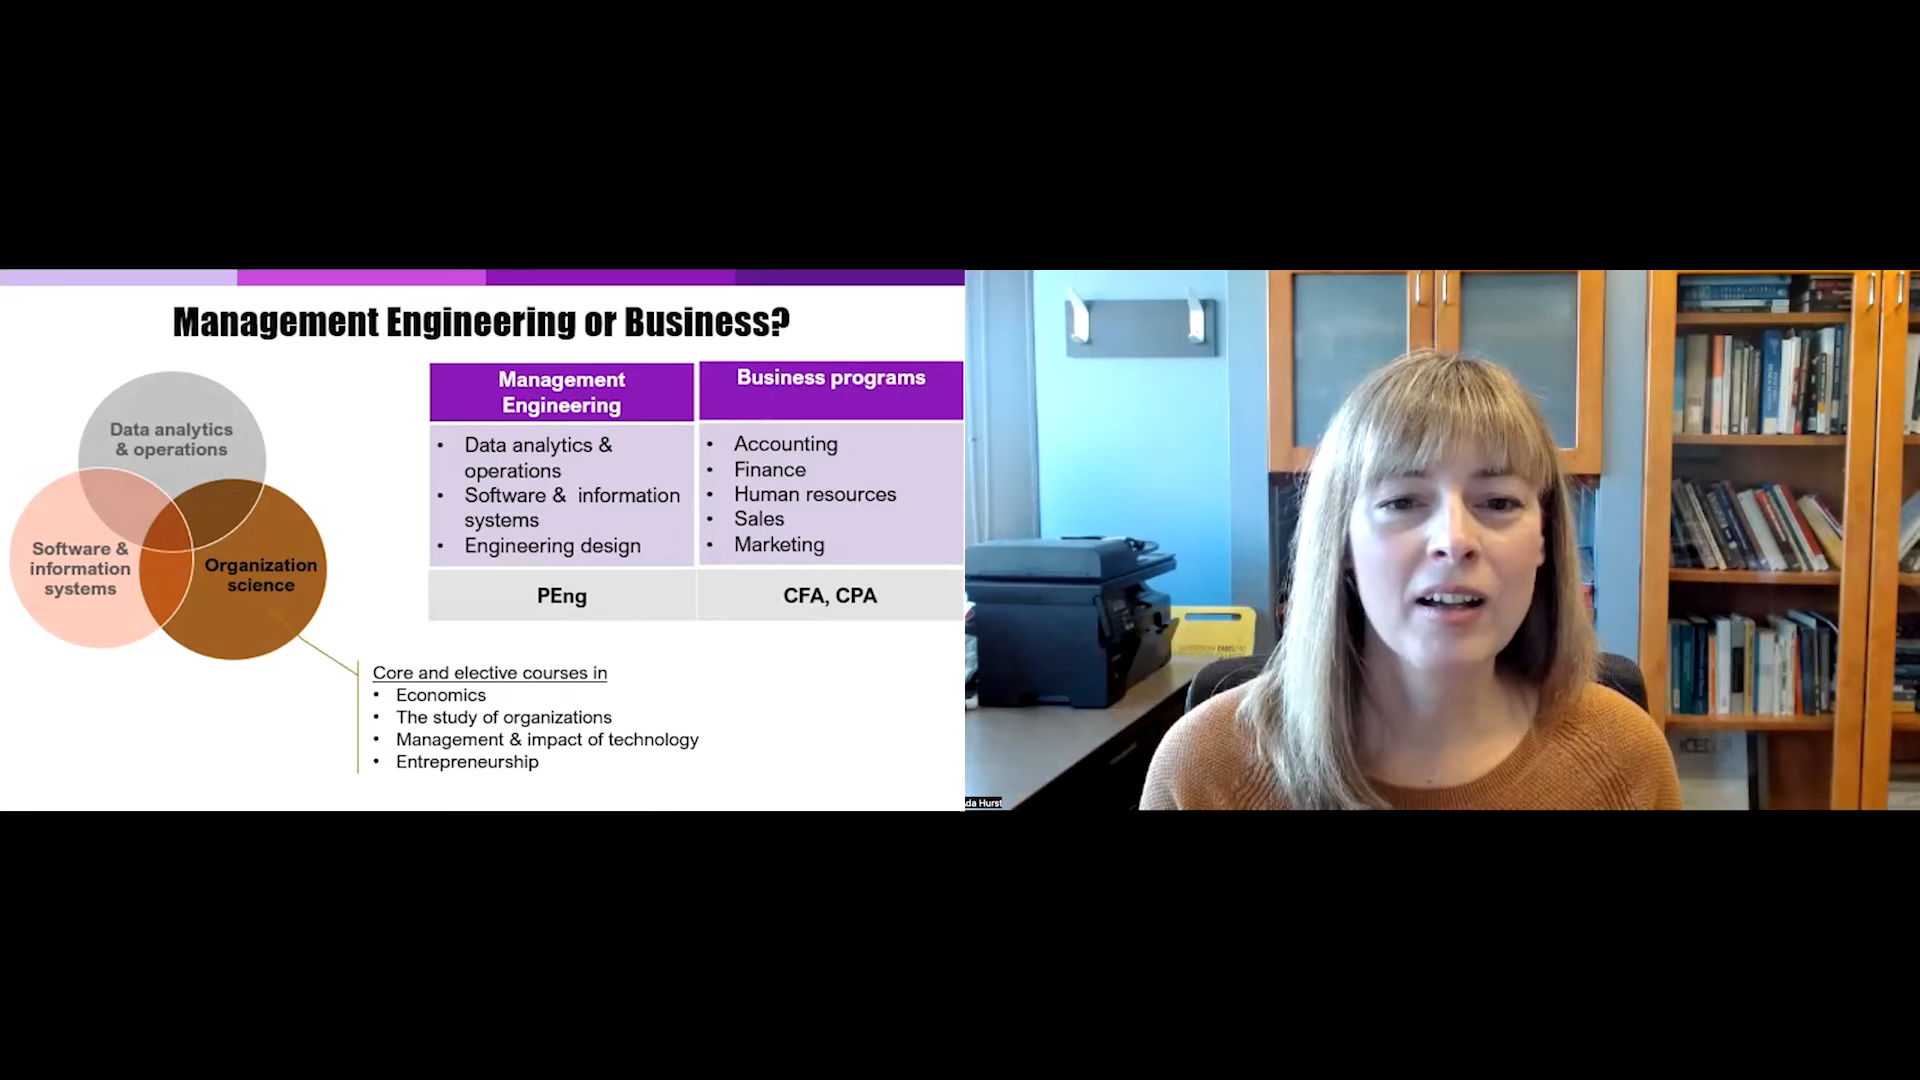 Management Engineering or Business?
Data analytics
& operations
Software &
information
systems
Organization
science
Management
Engineering
Business programs
• Data analytics &
operations
• Software & information
systems
• Engineering design
• Accounting
• Finance
• Human resources
• Sales
• Marketing
PEng
CFA, CPA
Core and elective courses in
• Economics
• The study of organizations
• Management & impact of technology
• Entrepreneurship
da Hurst